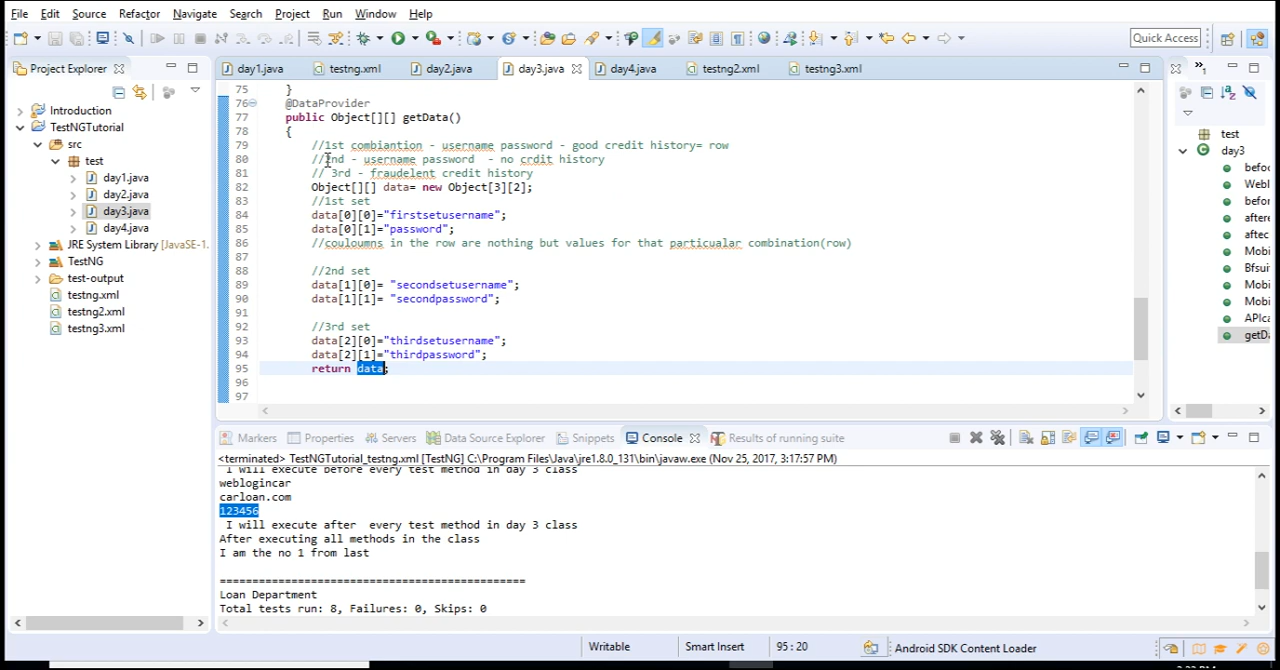 File Edit Source Refactor Navigate Search Project Run Window Help
Quick Access
Project Explorer
day1.java testng.xml day2.java day3.java day4.java testng2.xml testng3.xml
»1
Introduction
TestNGTutorial
src
test
day1.java
day2.java
day3.java
day4.java
JRE System Library [JavaSE-1.
TestNG
test-output
testng.xml
testng2.xml
testng3.xml
75 }
76 @DataProvider
77 public Object[][] getData()
78 {
79 //1st combiantion - username password - good credit history= row
80 //2nd - username password - no crdit history
81 // 3rd - fraudelent credit history
82 Object[][] data= new Object[3][2];
83 //1st set
84 data[0][0]="firstsetusername";
85 data[0][1]="password";
86 //couloumns in the row are nothing but values for that particualar combination(row)
87
88 //2nd set
89 data[1][0]= "secondsetusername";
90 data[1][1]= "secondpassword";
91
92 //3rd set
93 data[2][0]="thirdsetusername";
94 data[2][1]="thirdpassword";
95 return data;
96
97
test
day3
befo
Webl
befor
aftere
aftec
Mobi
Bfsui
Mobi
Mobi
APIca
getDa
Markers Properties Servers Data Source Explorer Snippets Console Results of running suite
<terminated> TestNGTutorial_testng.xml [TestNG] C:\Program Files\Java\jre1.8.0_131\bin\javaw.exe (Nov 25, 2017, 3:17:57 PM)
I will execute before every test method in day 3 class
weblogincar
carloan.com
123456
I will execute after every test method in day 3 class
After executing all methods in the class
I am the no 1 from last
===============================================
Loan Department
Total tests run: 8, Failures: 0, Skips: 0
Writable Smart Insert 95 : 20 Android SDK Content Loader